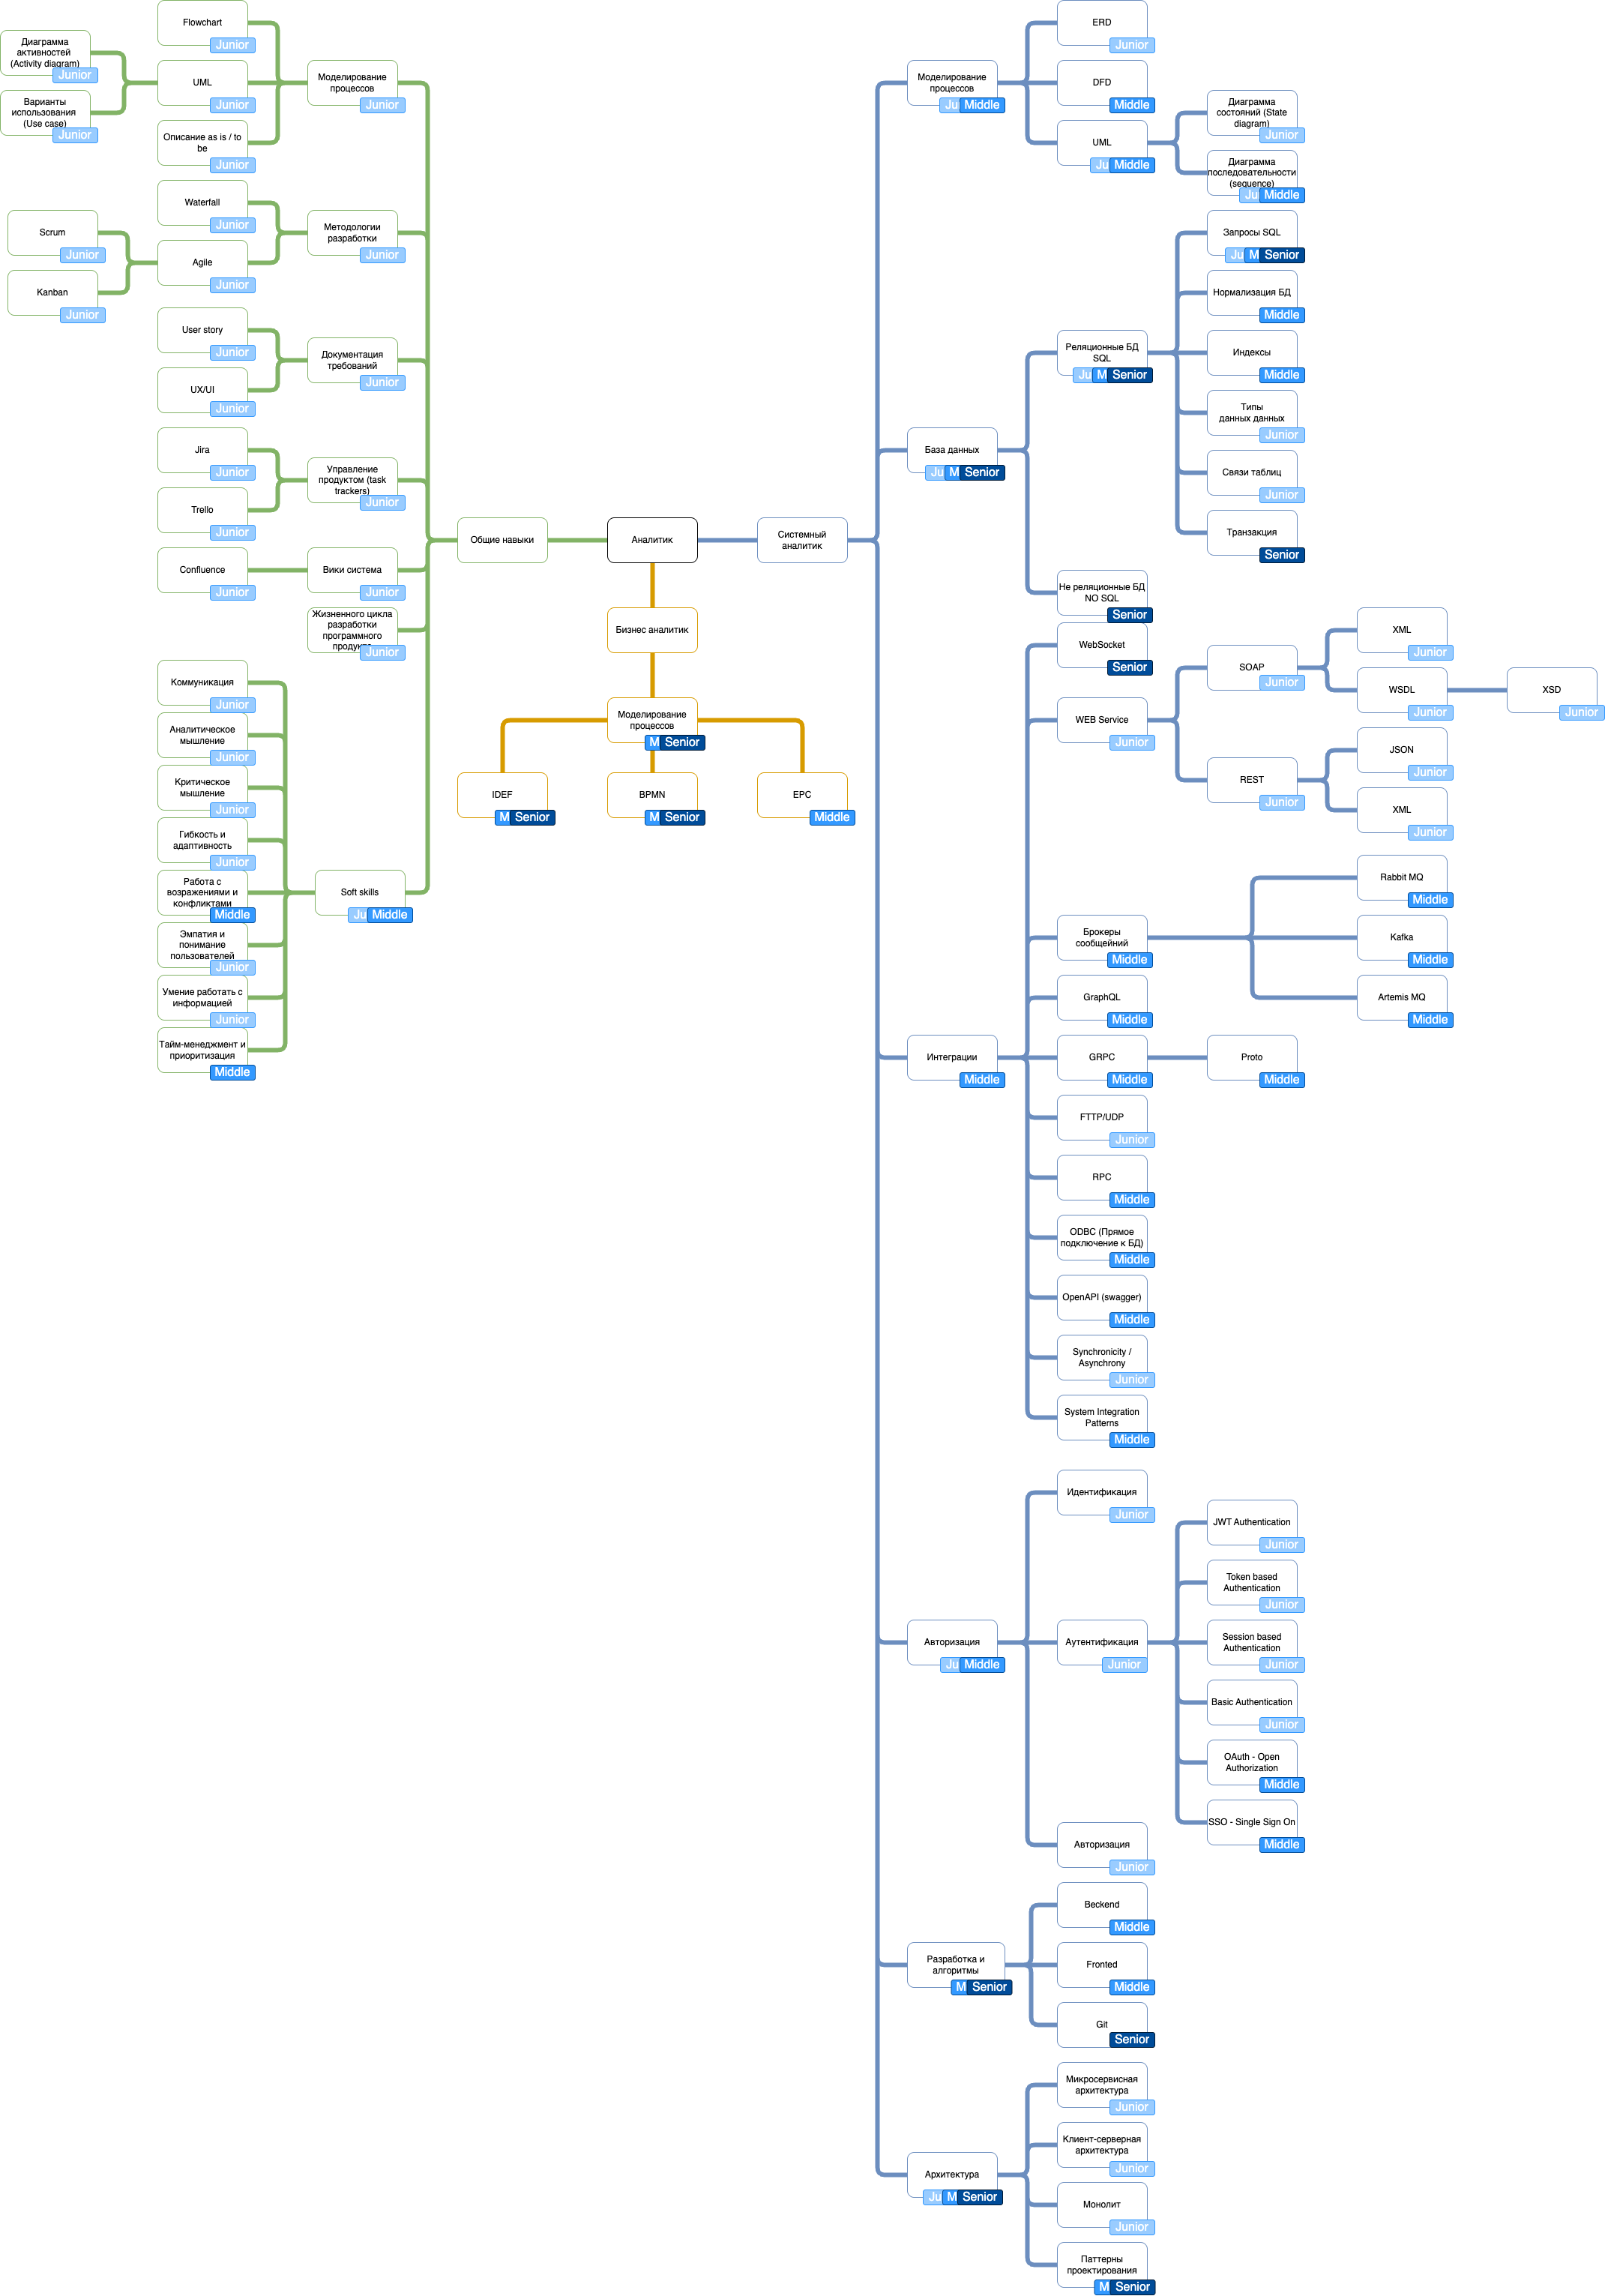 Flowchart
Junior
Диаграмма
активностей
(Activity diagram)
Junior
UML
Junior
Варианты
использования
(Use case)
Junior
Описание as is / to
be
Junior
Моделирование
процессов
Junior
Waterfall
Junior
Scrum
Junior
Agile
Junior
Kanban
Junior
Методологии
разработки
Junior
User story
Junior
UX/UI
Junior
Документация
требований
Junior
Jira
Junior
Trello
Junior
Управление
продуктом (task
trackers)
Junior
Confluence
Junior
Вики система
Junior
Жизненного цикла
разработки
программного
Junior
Коммуникация
Junior
Аналитическое
мышление
Junior
Критическое
мышление
Junior
Гибкость и
адаптивность
Junior
Работа с
возражениями и
конфликтами
Middle
Эмпатия и
понимание
пользователей
Junior
Умение работать с
информацией
Junior
Тайм-менеджмент и
приоритизация
Middle
Soft skills
Ju Middle
Общие навыки
Аналитик
Системный
аналитик
Бизнес аналитик
Моделирование
процессов
M Senior
IDEF
M Senior
BPMN
M Senior
EPC
Middle
Моделирование
процессов
Ju Middle
ERD
Junior
DFD
Middle
UML
Ju Middle
Диаграмма
состояний (State
diagram)
Junior
Диаграмма
последовательности
(sequence)
Ju Middle
База данных
Ju M Senior
Реляционные БД
SQL
Ju M Senior
Запросы SQL
Ju M Senior
Нормализация БД
Middle
Индексы
Middle
Типы
данных данных
Junior
Связи таблиц
Junior
Транзакция
Senior
Не реляционные БД
NO SQL
Senior
Интеграции
Middle
WebSocket
Senior
WEB Service
Junior
SOAP
Junior
XML
Junior
WSDL
Junior
XSD
Junior
REST
Junior
JSON
Junior
XML
Junior
Брокеры
сообщейний
Middle
Rabbit MQ
Middle
Kafka
Middle
Artemis MQ
Middle
GraphQL
Middle
GRPC
Middle
Proto
Middle
FTTP/UDP
Junior
RPC
Middle
ODBC (Прямое
подключение к БД)
Middle
OpenAPI (swagger)
Middle
Synchronicity /
Asynchrony
Junior
System Integration
Patterns
Middle
Авторизация
Ju Middle
Идентификация
Junior
Аутентификация
Junior
JWT Authentication
Junior
Token based
Authentication
Junior
Session based
Authentication
Junior
Basic Authentication
Junior
OAuth - Open
Authorization
Middle
SSO - Single Sign On
Middle
Авторизация
Junior
Разработка и
алгоритмы
M Senior
Beckend
Middle
Fronted
Middle
Git
Senior
Архитектура
Ju M Senior
Микросервисная
архитектура
Junior
Клиент-серверная
архитектура
Junior
Монолит
Junior
Паттерны
проектирования
M Senior